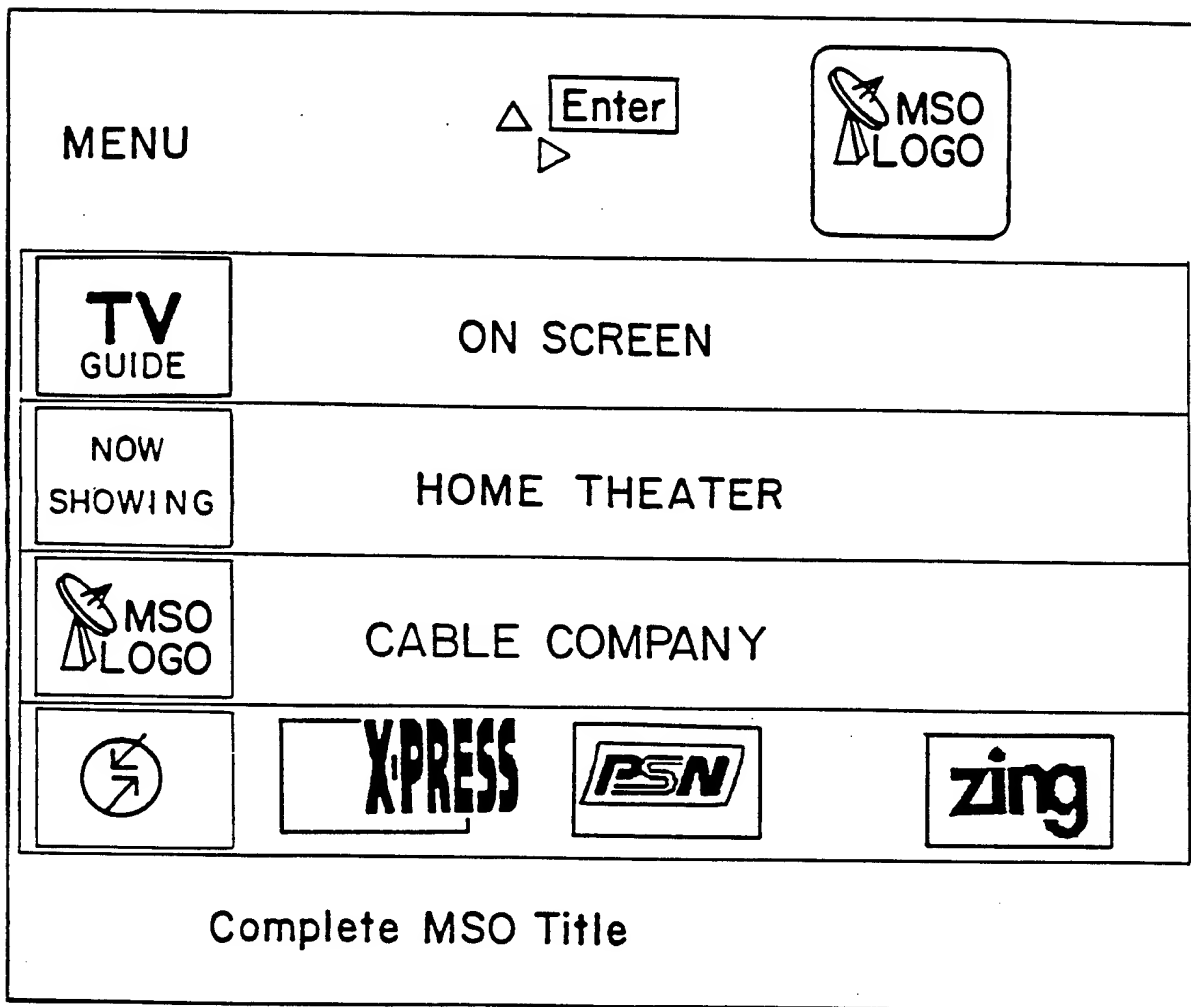 MENU
Enter
MSO
LOGO
TV
GUIDE
ON SCREEN
NOW
SHOWING
HOME THEATER
MSO
LOGO
CABLE COMPANY
X·PRESS
PSN
zing
Complete MSO Title